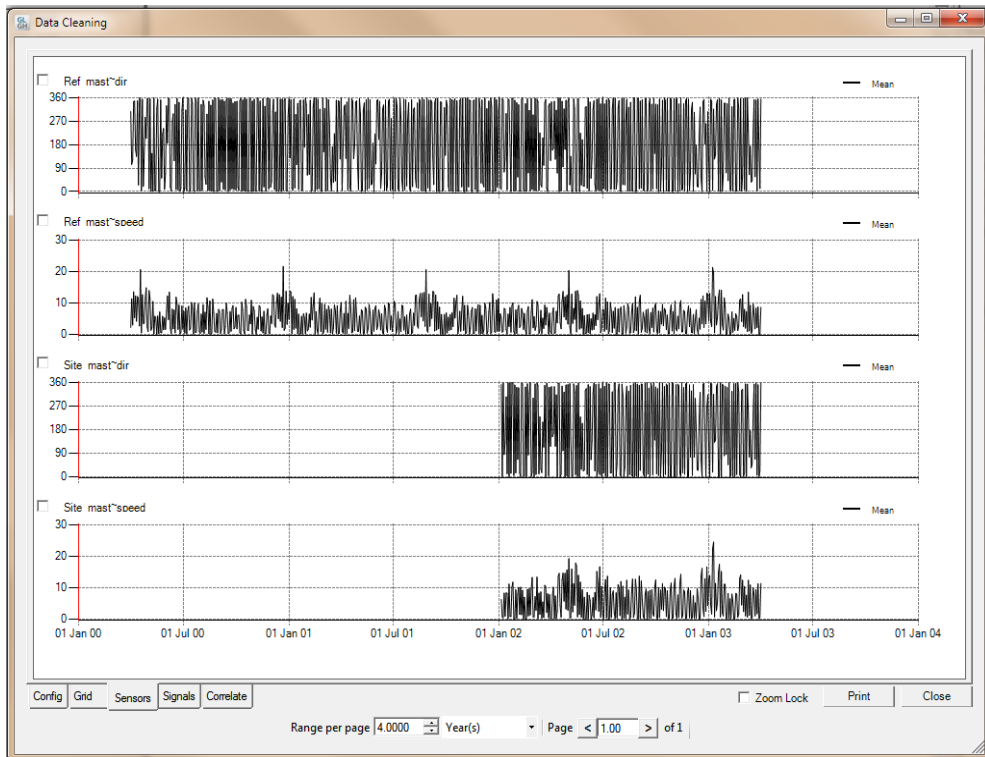 Data Cleaning
Ref mast~dir
Mean
360
270
180
90
0
Ref mast~speed
Mean
30
20
10
0
Site mast~dir
Mean
360
270
180
90
0
Site mast~speed
Mean
30
20
10
0
01 Jan 00 01 Jul 00 01 Jan 01 01 Jul 01 01 Jan 02 01 Jul 02 01 Jan 03 01 Jul 03 01 Jan 04
Config Grid Sensors Signals Correlate Zoom Lock Print Close
Range per page 4.0000 Year(s) Page < 1.00 > of 1